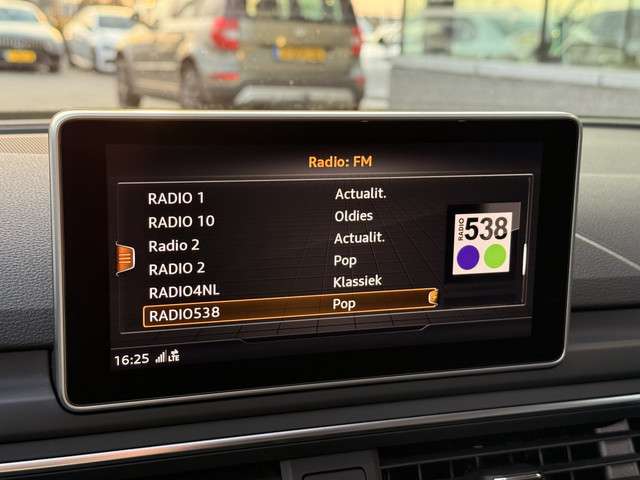 Radio: FM
RADIO 1 Actualit.
RADIO 10 Oldies
Radio 2 Actualit.
RADIO 2 Pop
RADIO4NL Klassiek
RADIO538 Pop
RADIO 538
16:25 LTE